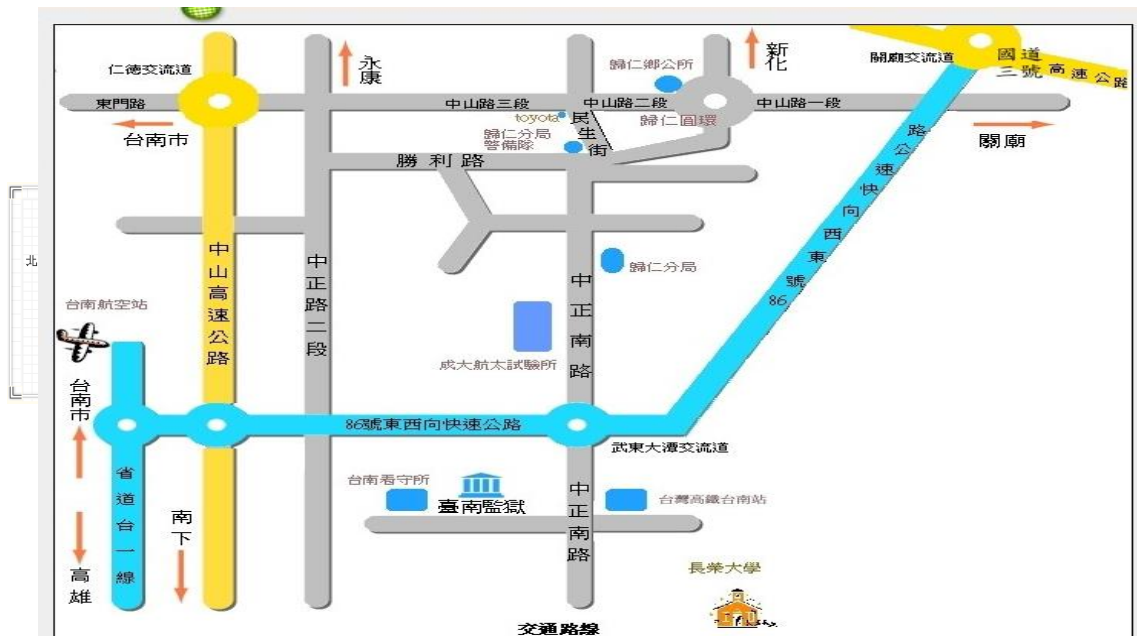 仁德交流道
永康
新化
歸仁鄉公所
關廟交流道
國道三號高速公路
東門路
中山路三段
中山路二段
中山路一段
toyota
民生街
歸仁圓環
台南市
歸仁分局
警備隊
關廟
勝利路
86號東西向快速公路
北
中山高速公路
中正路二段
中正南路
歸仁分局
台南航空站
成大航太試驗所
台南市
86號東西向快速公路
武東大潭交流道
省道台一線
南下
台南看守所
臺南監獄
中正南路
台灣高鐵台南站
高雄
長榮大學
交通路線